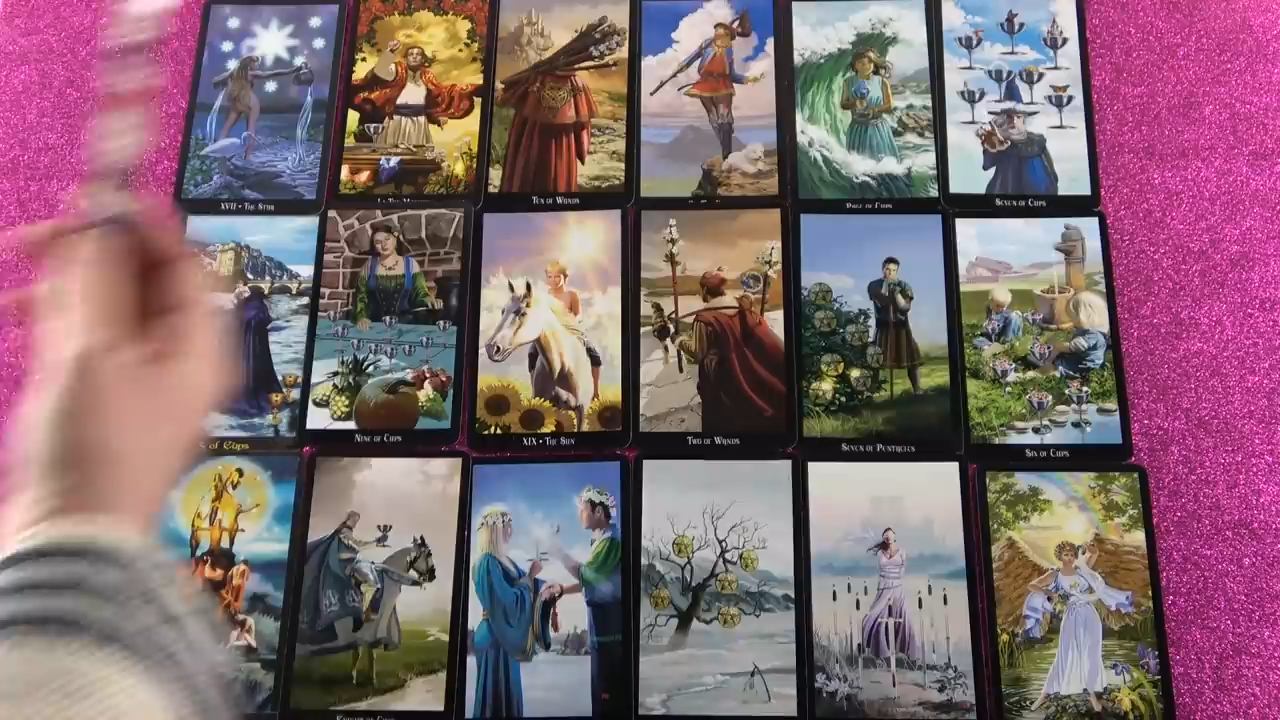 XVII • The Star
Ten of Wands
Page of Cups
Seven of Cups
of Cups
Nine of Cups
XIX • The Sun
Two of Wands
Seven of Pentacles
Six of Cups